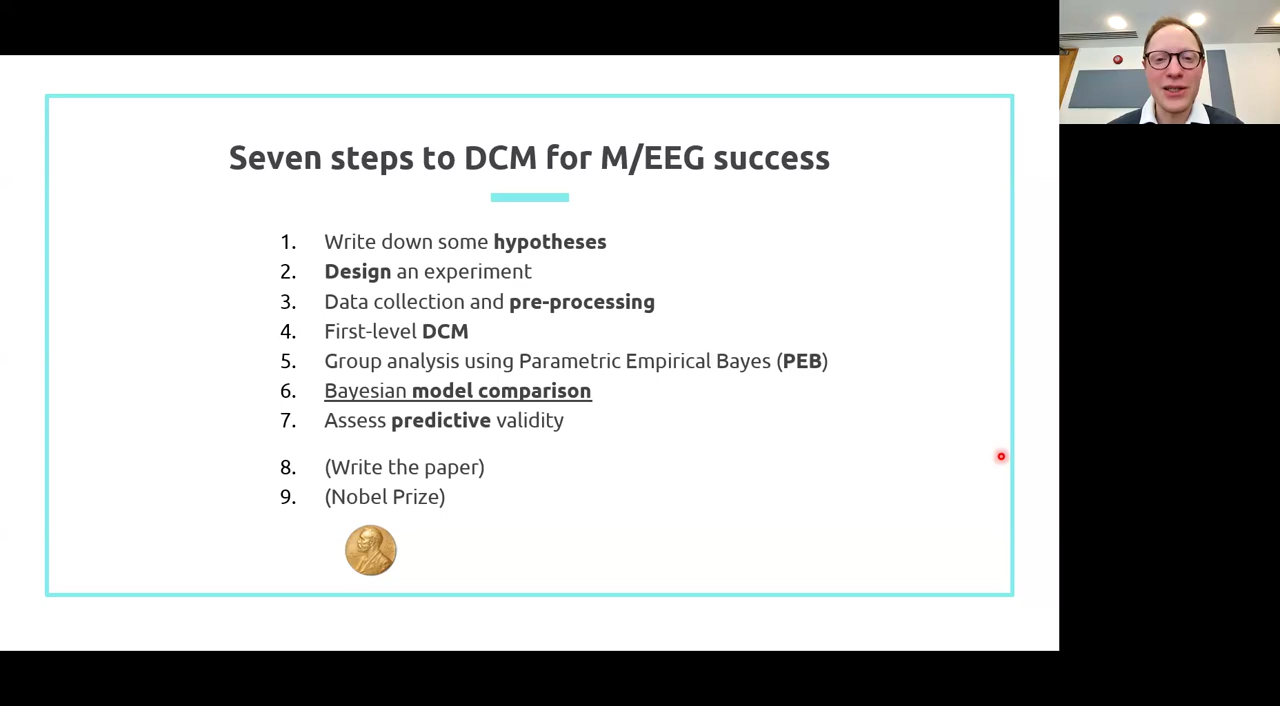 Seven steps to DCM for M/EEG success
1. Write down some hypotheses
2. Design an experiment
3. Data collection and pre-processing
4. First-level DCM
5. Group analysis using Parametric Empirical Bayes (PEB)
6. Bayesian model comparison
7. Assess predictive validity
8. (Write the paper)
9. (Nobel Prize)